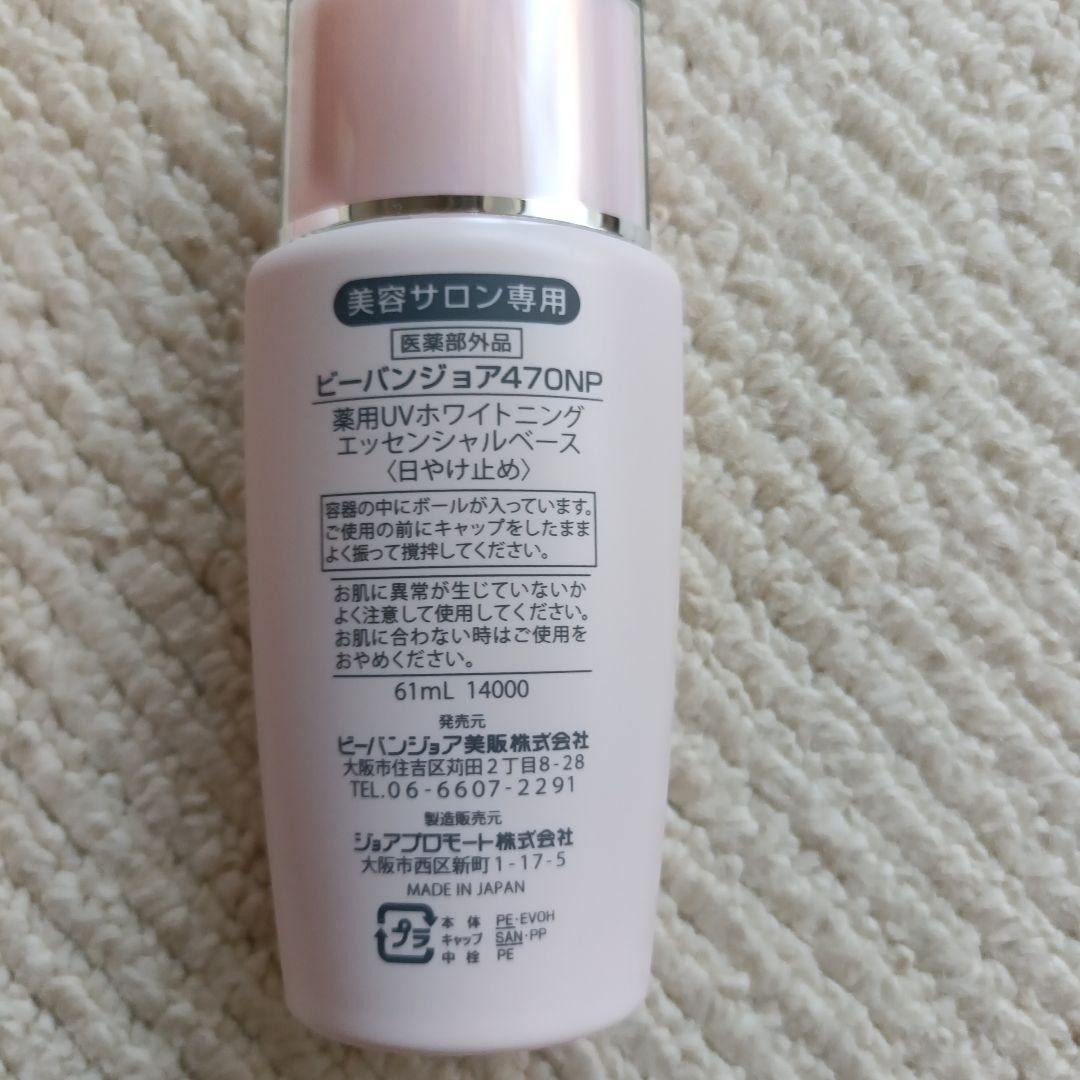 美容サロン専用
医薬部外品
ビーバンジョア470NP
薬用UVホワイトニング
エッセンシャルベース
〈日やけ止め〉
容器の中にボールが入っています。
ご使用の前にキャップをしたまま
よく振って撹拌してください。
お肌に異常が生じていないか
よく注意して使用してください。
お肌に合わない時はご使用を
おやめください。
61mL 14000
発売元
ビーバンジョア美販株式会社
大阪市住吉区苅田2丁目8-28
TEL.06-6607-2291
製造販売元
ジョアプロモート株式会社
大阪市西区新町1-17-5
MADE IN JAPAN
プラ
本体 PE・EVOH
キャップ SAN・PP
中栓 PE